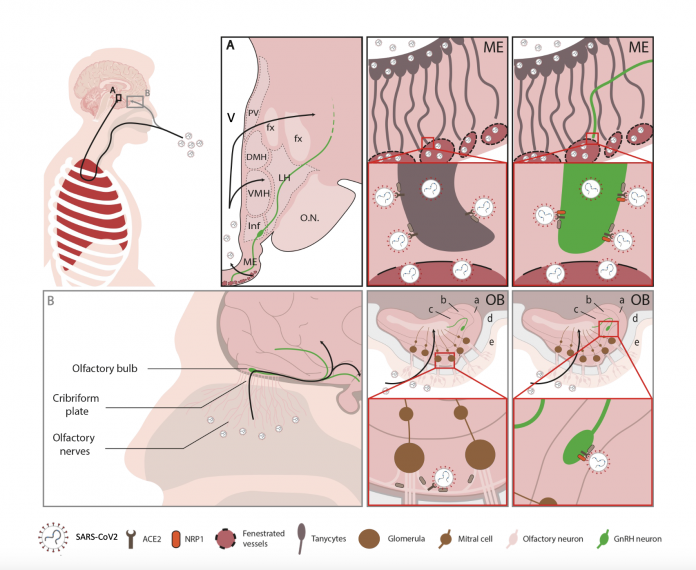 A
B
A
V
PV
fx
fx
DMH
LH
VMH
Inf
O.N.
ME
ME
ME
B
Olfactory bulb
Cribriform
plate
Olfactory
nerves
OB
b
a
c
d
e
OB
b
a
c
d
e
SARS-CoV2
ACE2
NRP1
Fenestrated
vessels
Tanycytes
Glomerula
Mitral cell
Olfactory neuron
GnRH neuron